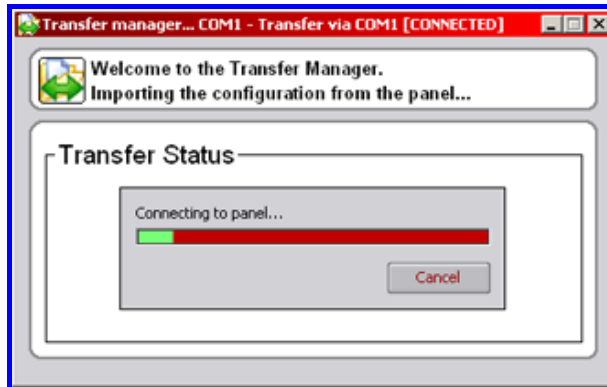 Transfer manager... COM1 - Transfer via COM1 [CONNECTED]
Welcome to the Transfer Manager.
Importing the configuration from the panel...
Transfer Status
Connecting to panel...
Cancel